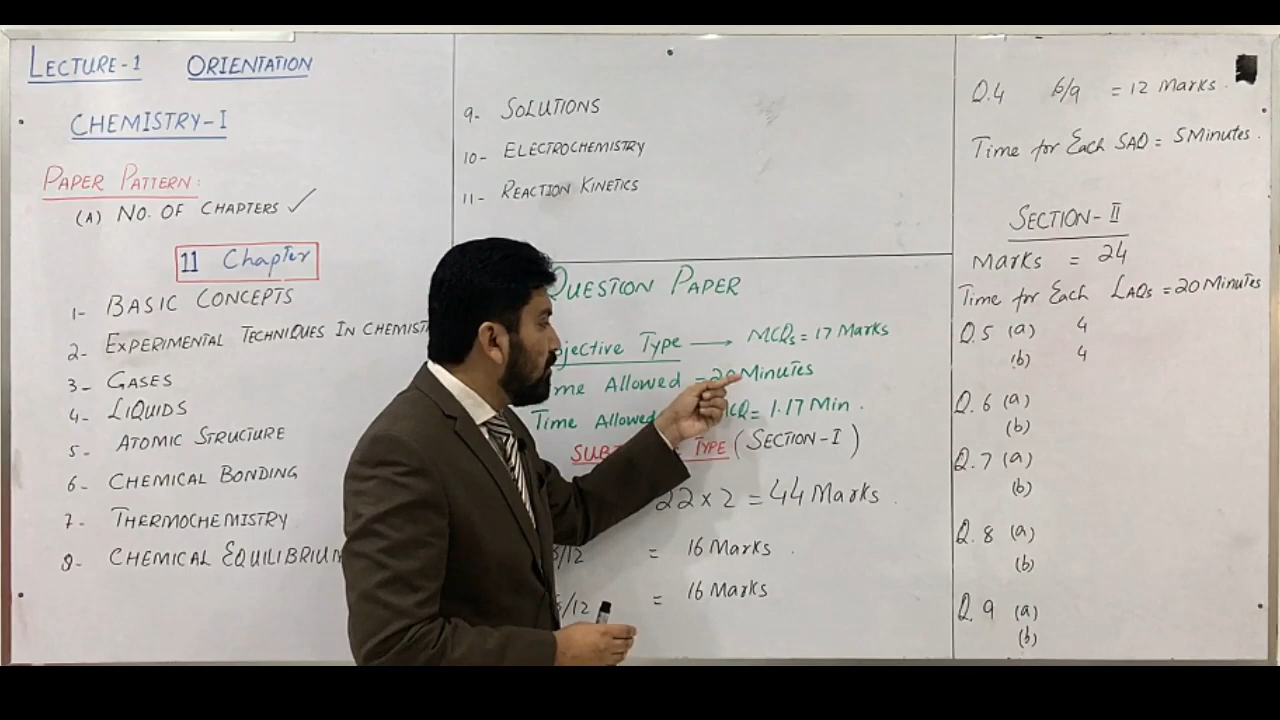 LECTURE-1 ORIENTATION
CHEMISTRY-I
PAPER PATTERN:
(A) NO. OF CHAPTERS ✓
11 Chapter
1- BASIC CONCEPTS
2- EXPERIMENTAL TECHNIQUES IN
3- GASES
4- LIQUIDS
5- ATOMIC STRUCTURE
6- CHEMICAL BONDING
7- THERMOCHEMISTRY
8- CHEMICAL EQUILIBRIUM
9- SOLUTIONS
10- ELECTROCHEMISTRY
11- REACTION KINETICS
QUESTION PAPER
TYPE → MCQs = 17 Marks
Allowed = 20 Minutes
Time Allowed = 1.17 Min.
TYPE (SECTION-I)
22 x 2 = 44 Marks.
/12 = 16 Marks.
/12 = 16 Marks
Q.4 6/9 = 12 Marks.
Time for Each SAQ = 5 Minutes.
SECTION-II
Marks = 24
Time for Each LAQs = 20 Minutes
Q.5 (a) 4
(b) 4
Q.6 (a)
(b)
Q.7 (a)
(b)
Q.8 (a)
(b)
Q.9 (a)
(b)